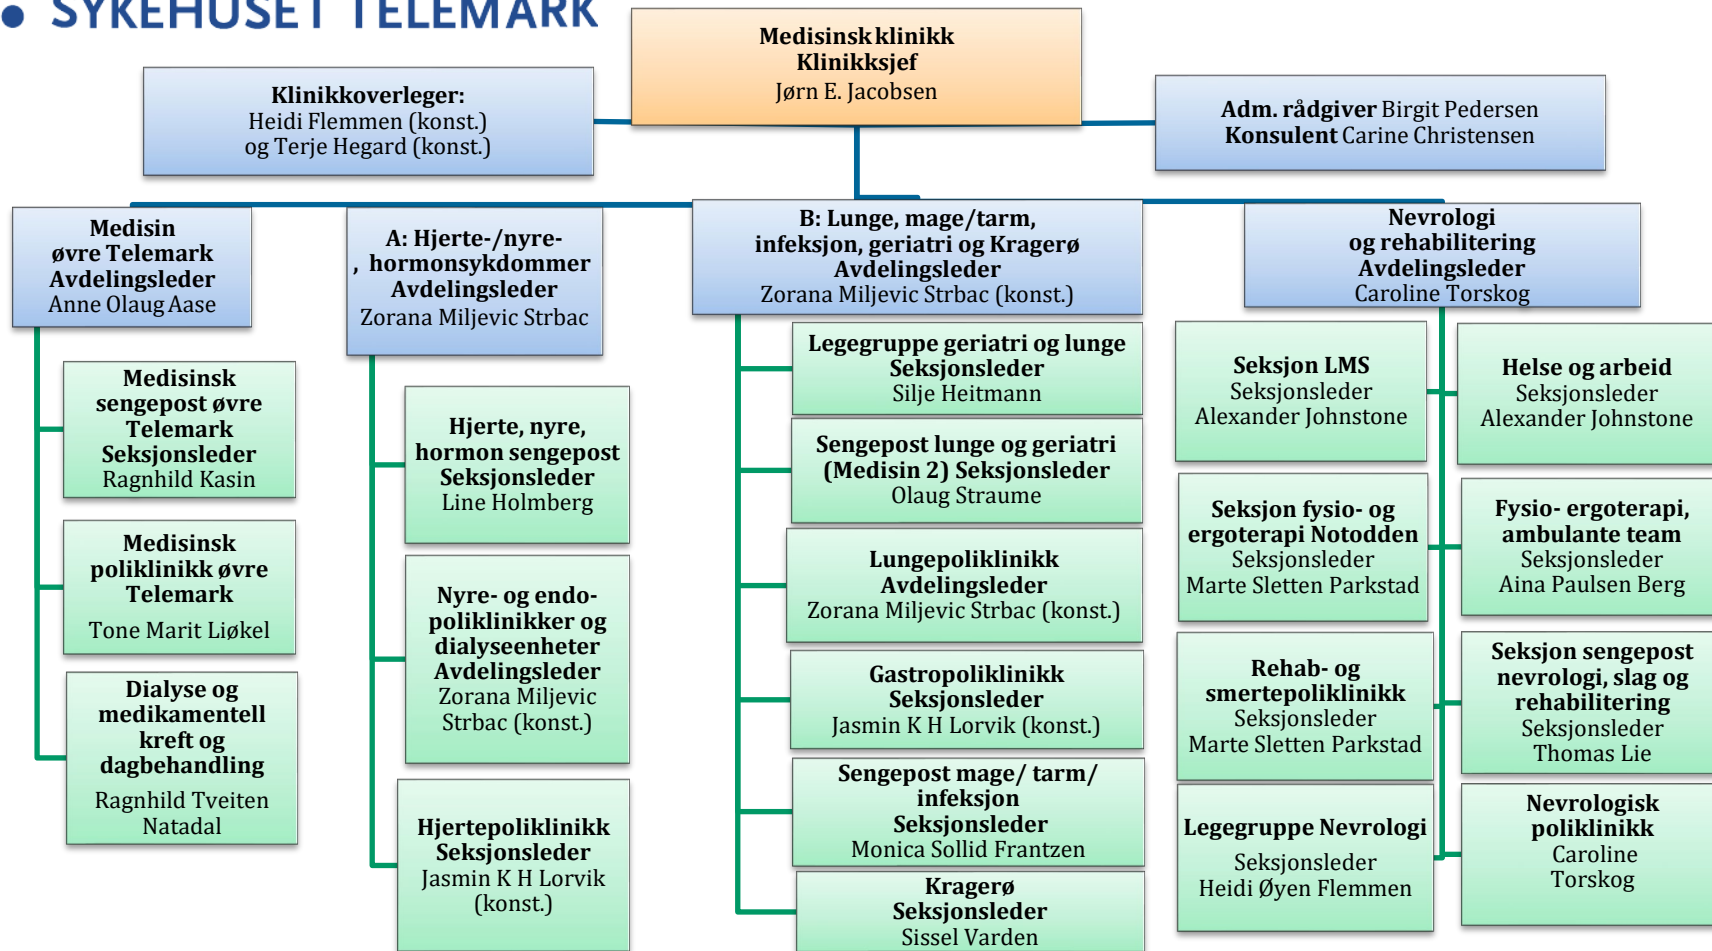 SYKEHUSET TELEMARK
Medisinsk klinikk
Klinikksjef
Jørn E. Jacobsen
Klinikkoverleger:
Heidi Flemmen (konst.)
og Terje Hegard (konst.)
Adm. rådgiver Birgit Pedersen
Konsulent Carine Christensen
Medisin
øvre Telemark
Avdelingsleder
Anne Olaug Aase
A: Hjerte-/nyre-
, hormonsykdommer
Avdelingsleder
Zorana Miljevic Strbac
B: Lunge, mage/tarm,
infeksjon, geriatri og Kragerø
Avdelingsleder
Zorana Miljevic Strbac (konst.)
Nevrologi
og rehabilitering
Avdelingsleder
Caroline Torskog
Medisinsk
sengepost øvre
Telemark
Seksjonsleder
Ragnhild Kasin
Medisinsk
poliklinikk øvre
Telemark
Tone Marit Liøkel
Dialyse og
medikamentell
kreft og
dagbehandling
Ragnhild Tveiten
Natadal
Hjerte, nyre,
hormon sengepost
Seksjonsleder
Line Holmberg
Nyre- og endo-
poliklinikker og
dialyseenheter
Avdelingsleder
Zorana Miljevic
Strbac (konst.)
Hjertepoliklinikk
Seksjonsleder
Jasmin K H Lorvik
(konst.)
Legegruppe geriatri og lunge
Seksjonsleder
Silje Heitmann
Sengepost lunge og geriatri
(Medisin 2) Seksjonsleder
Olaug Straume
Lungepoliklinikk
Avdelingsleder
Zorana Miljevic Strbac (konst.)
Gastropoliklinikk
Seksjonsleder
Jasmin K H Lorvik (konst.)
Sengepost mage/ tarm/
infeksjon
Seksjonsleder
Monica Sollid Frantzen
Kragerø
Seksjonsleder
Sissel Varden
Seksjon LMS
Seksjonsleder
Alexander Johnstone
Helse og arbeid
Seksjonsleder
Alexander Johnstone
Seksjon fysio- og
ergoterapi Notodden
Seksjonsleder
Marte Sletten Parkstad
Fysio- ergoterapi,
ambulante team
Seksjonsleder
Aina Paulsen Berg
Rehab- og
smertepoliklinikk
Seksjonsleder
Marte Sletten Parkstad
Seksjon sengepost
nevrologi, slag og
rehabilitering
Seksjonsleder
Thomas Lie
Legegruppe Nevrologi
Seksjonsleder
Heidi Øyen Flemmen
Nevrologisk
poliklinikk
Caroline
Torskog